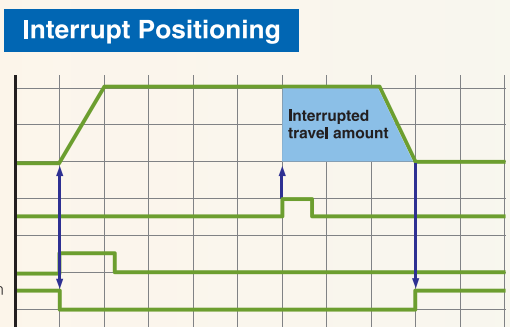 Interrupt Positioning
Interrupted
travel amount
n